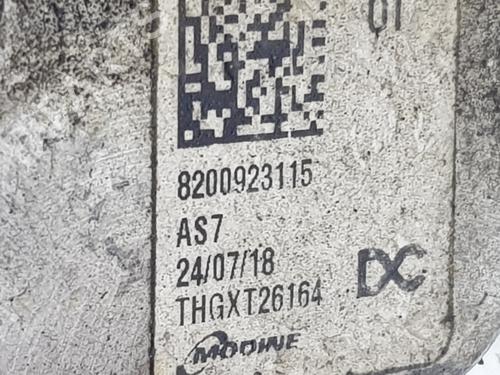 01
8200923115
AS7
24/07/18
THGXT26164
DC
MODINE